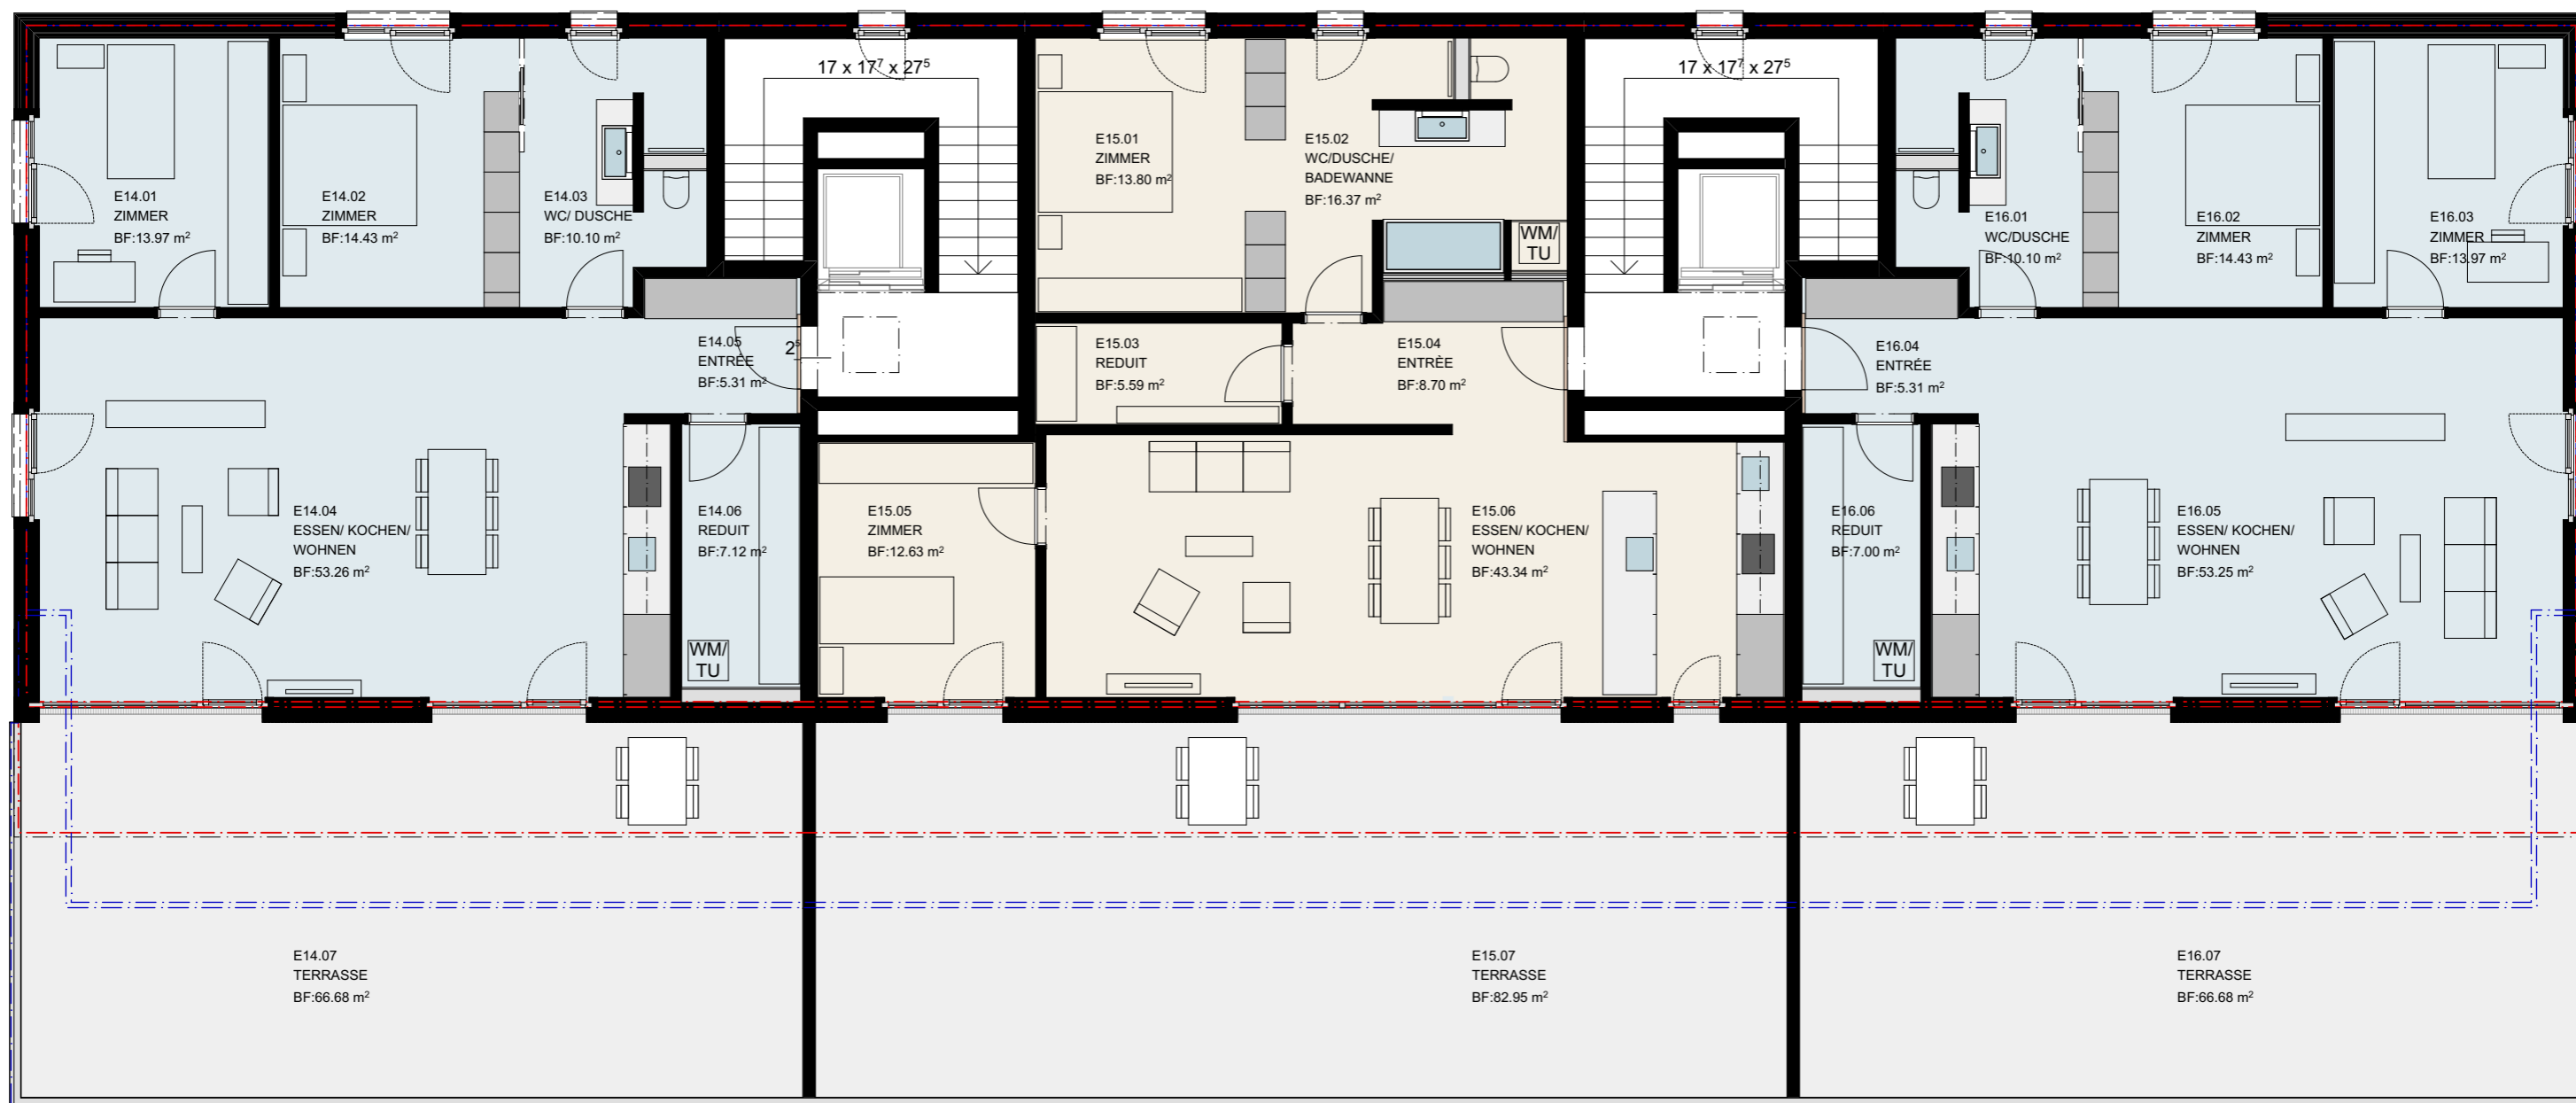 17 x 17⁷ x 27⁵
17 x 17⁷ x 27⁵
E14.01
ZIMMER
BF:13.97 m²
E14.02
ZIMMER
BF:14.43 m²
E14.03
WC/ DUSCHE
BF:10.10 m²
E15.01
ZIMMER
BF:13.80 m²
E15.02
WC/DUSCHE/
BADEWANNE
BF:16.37 m²
WM/
TU
E16.01
WC/DUSCHE
BF:10.10 m²
E16.02
ZIMMER
BF:14.43 m²
E16.03
ZIMMER
BF:13.97 m²
E14.05
ENTRÉE
BF:5.31 m²
2⁵
E15.03
REDUIT
BF:5.59 m²
E15.04
ENTRÈE
BF:8.70 m²
E16.04
ENTRÉE
BF:5.31 m²
E14.04
ESSEN/ KOCHEN/
WOHNEN
BF:53.26 m²
E14.06
REDUIT
BF:7.12 m²
WM/
TU
E15.05
ZIMMER
BF:12.63 m²
E15.06
ESSEN/ KOCHEN/
WOHNEN
BF:43.34 m²
E16.06
REDUIT
BF:7.00 m²
WM/
TU
E16.05
ESSEN/ KOCHEN/
WOHNEN
BF:53.25 m²
E14.07
TERRASSE
BF:66.68 m²
E15.07
TERRASSE
BF:82.95 m²
E16.07
TERRASSE
BF:66.68 m²